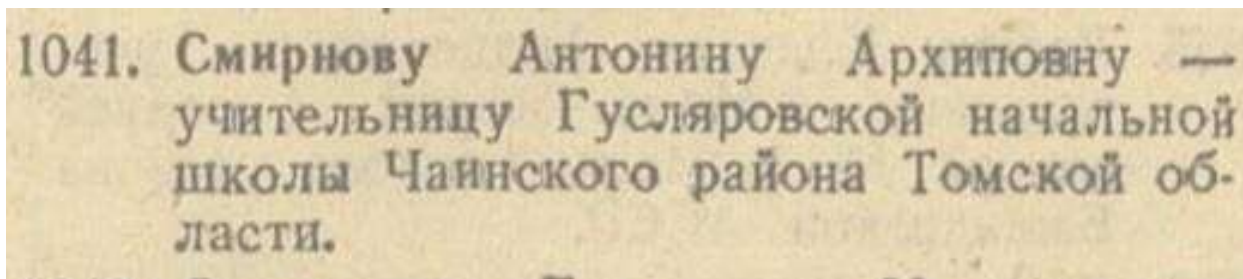 1041. Смирнову Антонину Архиповну —
учительницу Гусляровской начальной
школы Чаинского района Томской об-
ласти.